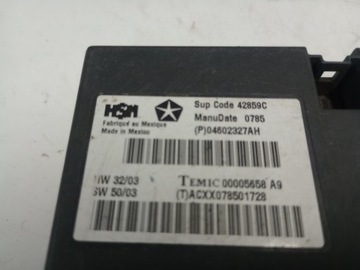 HSM
Fabriqué au Mexique
Made in Mexico
Sup Code 42859C
ManuDate 0785
(P)04602327AH
HW 32/03
SW 50/03
TEMIC 00005658 A9
(T)ACXX078501728